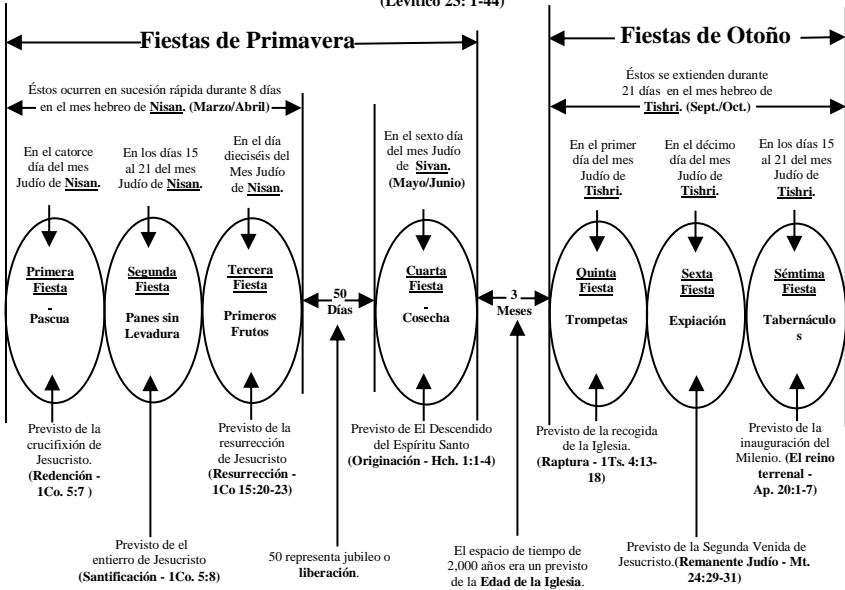 (Levítico 23: 1-44)
Fiestas de Primavera
Fiestas de Otoño
Éstos ocurren en sucesión rápida durante 8 días
en el mes hebreo de Nisan. (Marzo/Abril)
Éstos se extienden durante
21 días en el mes hebreo de
Tishri. (Sept./Oct.)
En el catorce
día del mes
Judío de Nisan.
En los días 15
al 21 del mes
Judío de Nisan.
En el día
dieciséis del
Mes Judío
de Nisan.
En el sexto día
del mes Judío
de Sivan.
(Mayo/Junio)
En el primer
día del mes
Judío de
Tishri.
En el décimo
día del mes
Judío de
Tishri.
En los días 15
al 21 del mes
Judío de
Tishri.
Primera
Fiesta
-
Pascua
Segunda
Fiesta
Panes sin
Levadura
Tercera
Fiesta
Primeros
Frutos
50
Días
Cuarta
Fiesta
-
Cosecha
3
Meses
Quinta
Fiesta
Trompetas
Sexta
Fiesta
Expiación
Sémtima
Fiesta
Tabernáculo
s
Previsto de la
crucifixión de
Jesucristo.
(Redención -
1Co. 5:7 )
Previsto de la
resurrección
de Jesucristo
(Resurrección -
1Co 15:20-23)
Previsto de El Descendido
del Espíritu Santo
(Originación - Hch. 1:1-4)
Previsto de la recogida
de la Iglesia.
(Raptura - 1Ts. 4:13-
18)
Previsto de la
inauguración del
Milenio. (El reino
terrenal -
Ap. 20:1-7)
Previsto de el
entierro de Jesucristo
(Santificación - 1Co. 5:8)
50 representa jubileo o
liberación.
El espacio de tiempo de
2,000 años era un previsto
de la Edad de la Iglesia.
Previsto de la Segunda Venida de
Jesucristo.(Remanente Judío - Mt.
24:29-31)